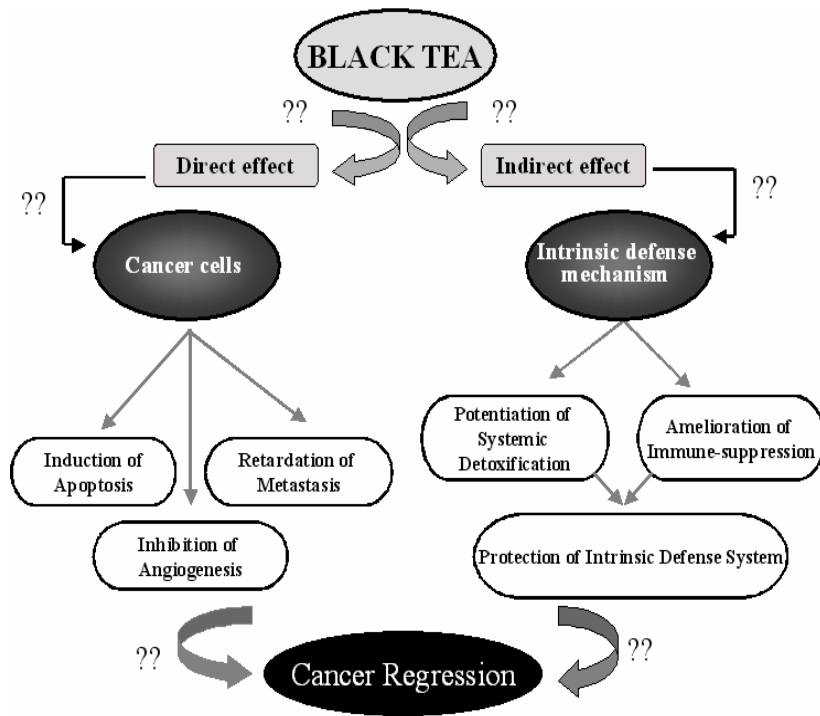 BLACK TEA
??
??
Direct effect
Indirect effect
??
??
Cancer cells
Intrinsic defense
mechanism
Potentiation of
Systemic
Detoxification
Amelioration of
Immune-suppression
Induction of
Apoptosis
Retardation of
Metastasis
Inhibition of
Angiogenesis
Protection of Intrinsic Defense System
??
??
Cancer Regression